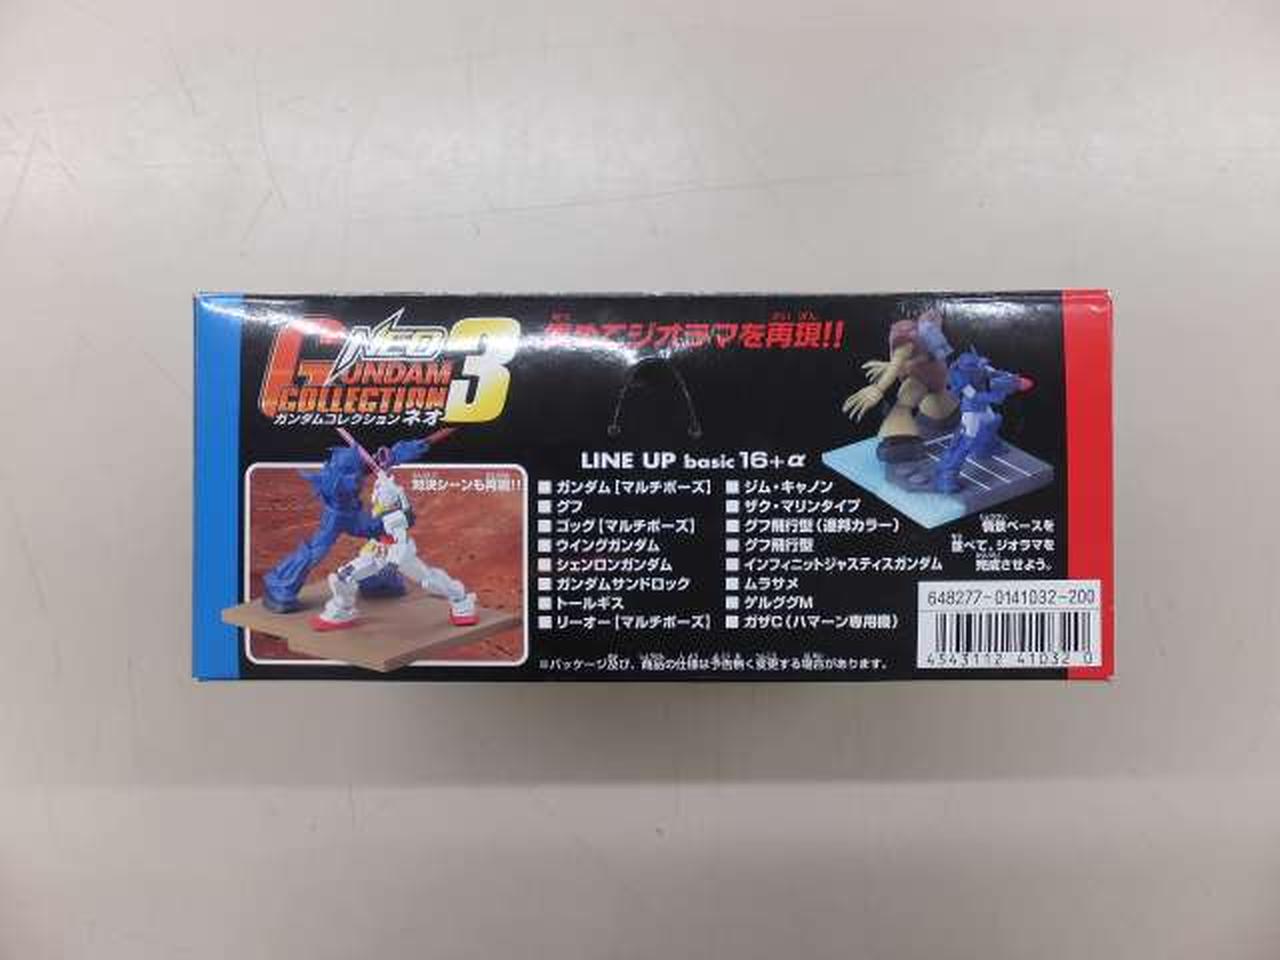 NEO
GUNDAM
COLLECTION 3
ガンダムコレクションネオ
集めてジオラマを再現!!
対決シーンも再現!!
LINE UP basic 16+α
■ ガンダム [マルチポーズ]
■ グフ
■ ゴッグ [マルチポーズ]
■ ウイングガンダム
■ シェンロンガンダム
■ ガンダムサンドロック
■ トールギス
■ リーオー [マルチポーズ]
■ ジム・キャノン
■ ザク・マリンタイプ
■ グフ飛行型 (連邦カラー)
■ グフ飛行型
■ インフィニットジャスティスガンダム
■ ムラサメ
■ ゲルググM
■ ガザC (ハマーン専用機)
※パッケージ及び、商品の仕様は予告無く変更する場合があります。
情景ベースを
並べて、ジオラマを
完成させよう。
648277-0141032-200
4543112 41032 0